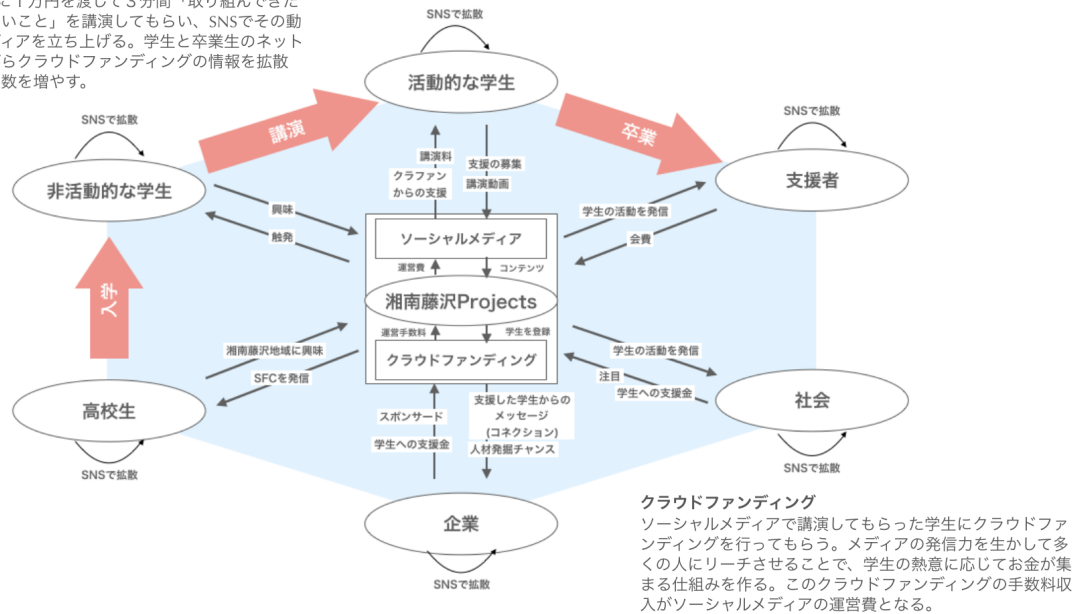 に1万円を渡して3分間「取り組んできた
いこと」を講演してもらい、SNSでその動
ディアを立ち上げる。学生と卒業生のネット
らクラウドファンディングの情報を拡散
数を増やす。
SNSで拡散
活動的な学生
SNSで拡散
非活動的な学生
講演
卒業
SNSで拡散
支援者
講演料
クラファン
からの支援
支援の募集
講演動画
興味
触発
学生の活動を発信
会費
ソーシャルメディア
運営費
コンテンツ
湘南藤沢Projects
運営手数料
学生を登録
クラウドファンディング
入学
湘南藤沢地域に興味
SFCを発信
学生の活動を発信
注目
学生への支援金
高校生
SNSで拡散
社会
SNSで拡散
スポンサード
学生への支援金
支援した学生からの
メッセージ
(コネクション)
人材発掘チャンス
企業
SNSで拡散
クラウドファンディング
ソーシャルメディアで講演してもらった学生にクラウドファ
ンディングを行ってもらう。メディアの発信力を生かして多
くの人にリーチさせることで、学生の熱意に応じてお金が集
まる仕組みを作る。このクラウドファンディングの手数料収
入がソーシャルメディアの運営費となる。